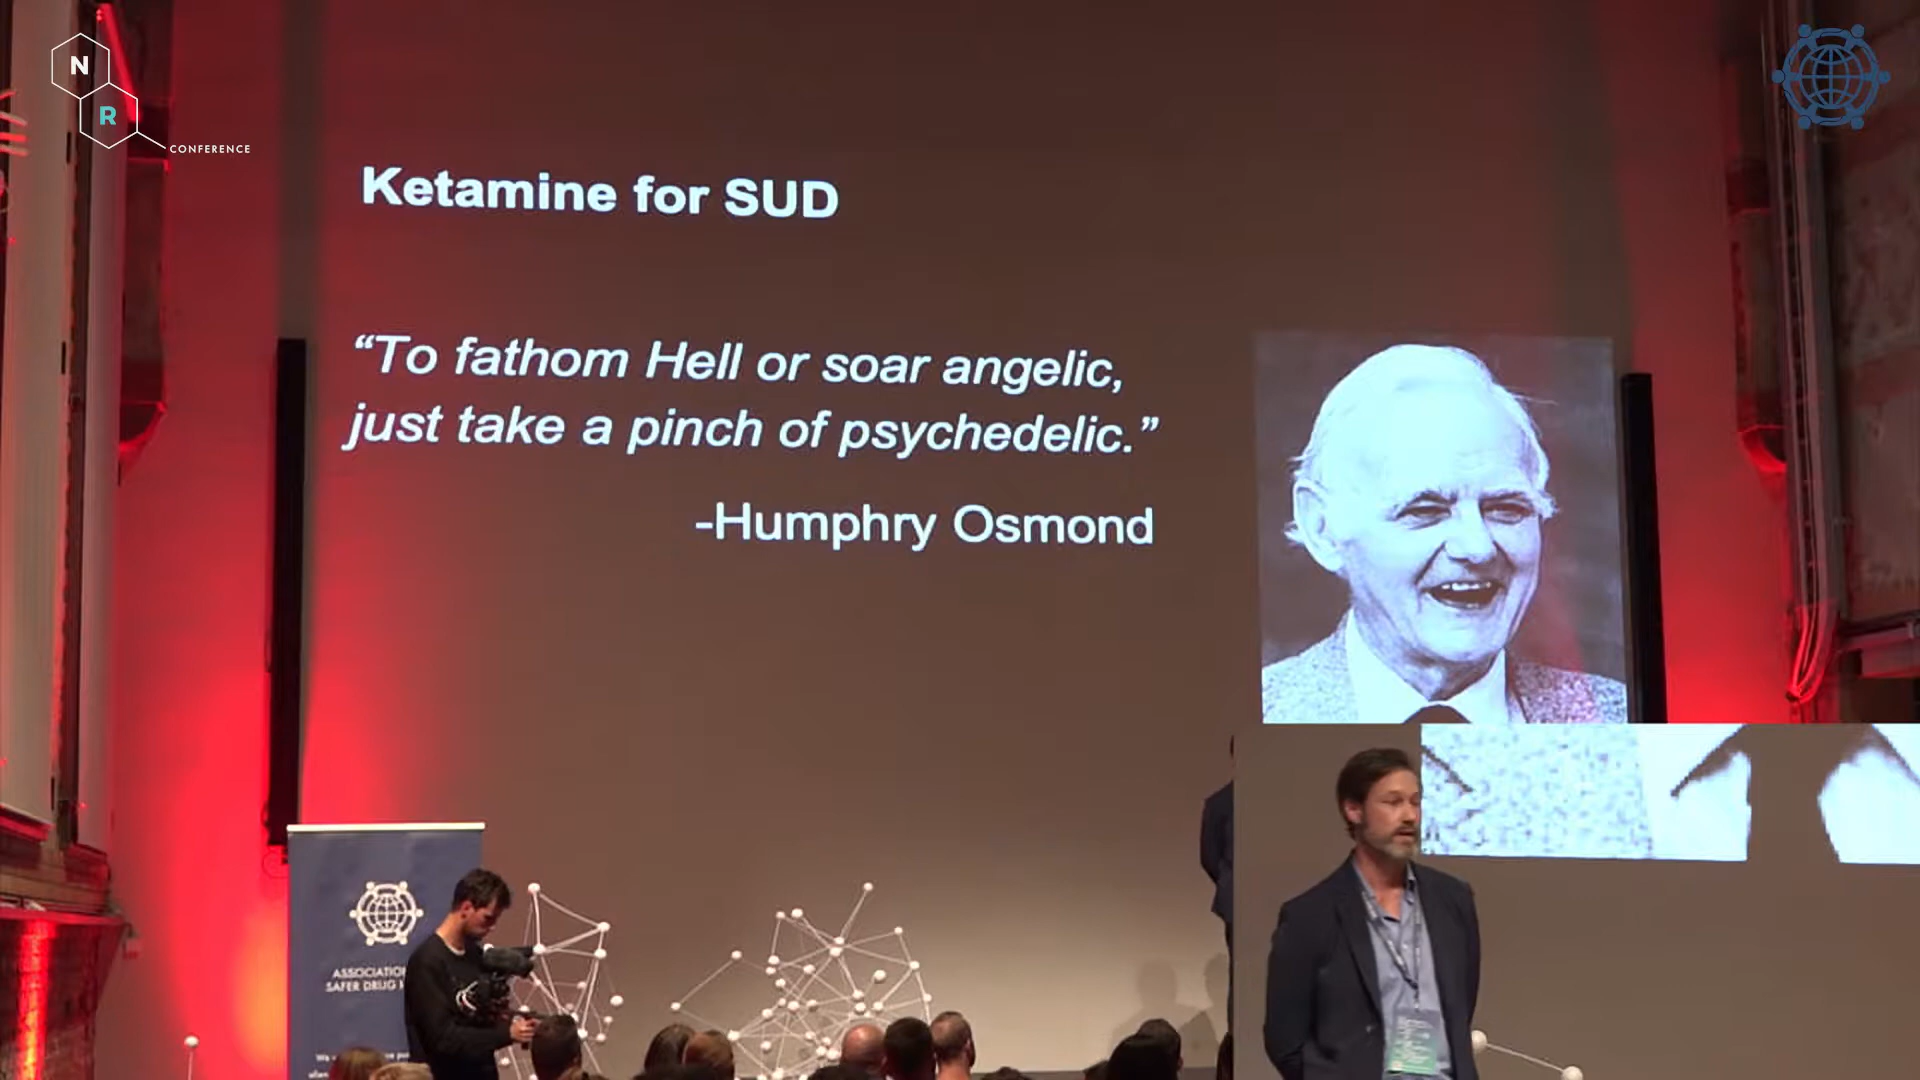 N
R
CONFERENCE
Ketamine for SUD
“To fathom Hell or soar angelic,
just take a pinch of psychedelic.”
-Humphry Osmond
ASSOCIATION
SAFER DRUG
We